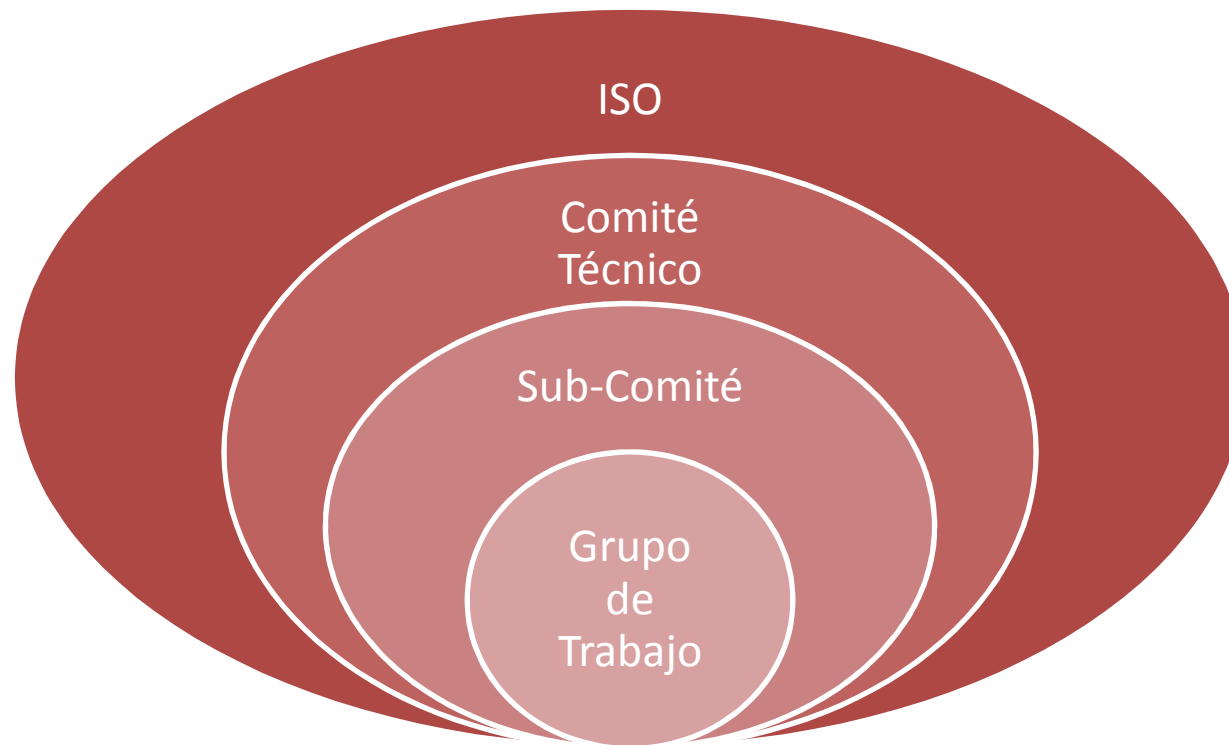 ISO
Comité
Técnico
Sub-Comité
Grupo
de
Trabajo